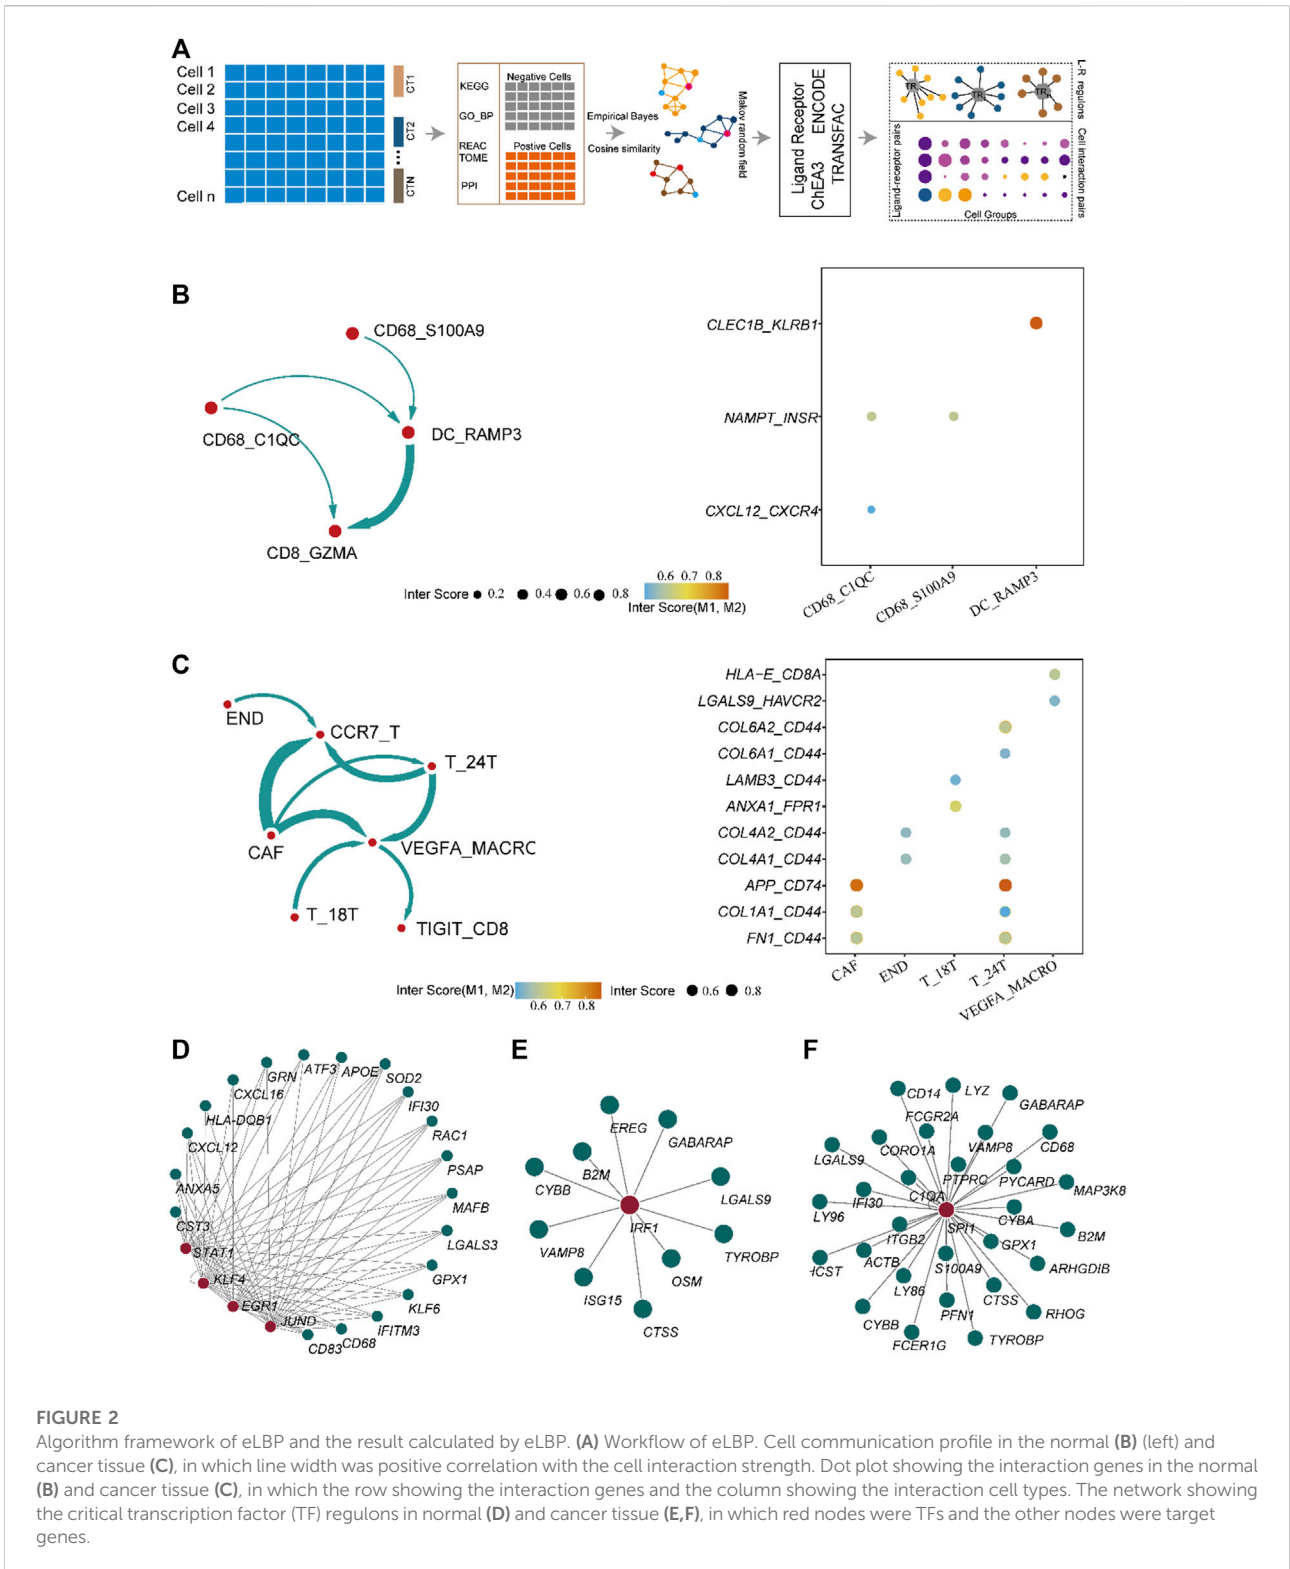 A
Cell 1
Cell 2
Cell 3
Cell 4
Cell n
CT1
CT2
CTN
KEGG
GO_BP
REAC
TOME
PPI
Negative Cells
Postive Cells
Empirical Bayes
Cosine similarity
Makov random field
Ligand Receptor
ChEA3 ENCODE
TRANSFAC
TR
TR
TR
L-R regulons
Ligand-receptor pairs
Cell interaction pairs
Cell Groups
B
CD68_S100A9
CD68_C1QC
DC_RAMP3
CD8_GZMA
CLEC1B_KLRB1
NAMPT_INSR
CXCL12_CXCR4
CD68_C1QC
CD68_S100A9
DC_RAMP3
Inter Score 0.2 0.4 0.6 0.8
0.6 0.7 0.8
Inter Score(M1, M2)
C
END
CCR7_T
T_24T
CAF
VEGFA_MACRC
T_18T
TIGIT_CD8
HLA−E_CD8A
LGALS9_HAVCR2
COL6A2_CD44
COL6A1_CD44
LAMB3_CD44
ANXA1_FPR1
COL4A2_CD44
COL4A1_CD44
APP_CD74
COL1A1_CD44
FN1_CD44
CAF
END
T_18T
T_24T
VEGFA_MACRO
Inter Score(M1, M2)
0.6 0.7 0.8
Inter Score 0.6 0.8
D
GRN
ATF3
APOE
SOD2
CXCL16
IFI30
HLA-DQB1
RAC1
CXCL12
PSAP
ANXA5
MAFB
CST3
LGALS3
STAT1
GPX1
KLF4
KLF6
EGR1
IFITM3
JUND
CD83
CD68
E
EREG
GABARAP
B2M
CYBB
LGALS9
IRF1
VAMP8
TYROBP
OSM
ISG15
CTSS
F
CD14
LYZ
GABARAP
FCGR2A
CORO1A
VAMP8
CD68
LGALS9
PTPRC
PYCARD
MAP3K8
C1QA
IFI30
LY96
SPI1
CYBA
B2M
ITGB2
GPX1
HCST
ACTB
S100A9
ARHGDIB
LY86
CTSS
PFN1
RHOG
CYBB
FCER1G
TYROBP
FIGURE 2
Algorithm framework of eLBP and the result calculated by eLBP. (A) Workflow of eLBP. Cell communication profile in the normal (B) (left) and
cancer tissue (C), in which line width was positive correlation with the cell interaction strength. Dot plot showing the interaction genes in the normal
(B) and cancer tissue (C), in which the row showing the interaction genes and the column showing the interaction cell types. The network showing
the critical transcription factor (TF) regulons in normal (D) and cancer tissue (E,F), in which red nodes were TFs and the other nodes were target
genes.